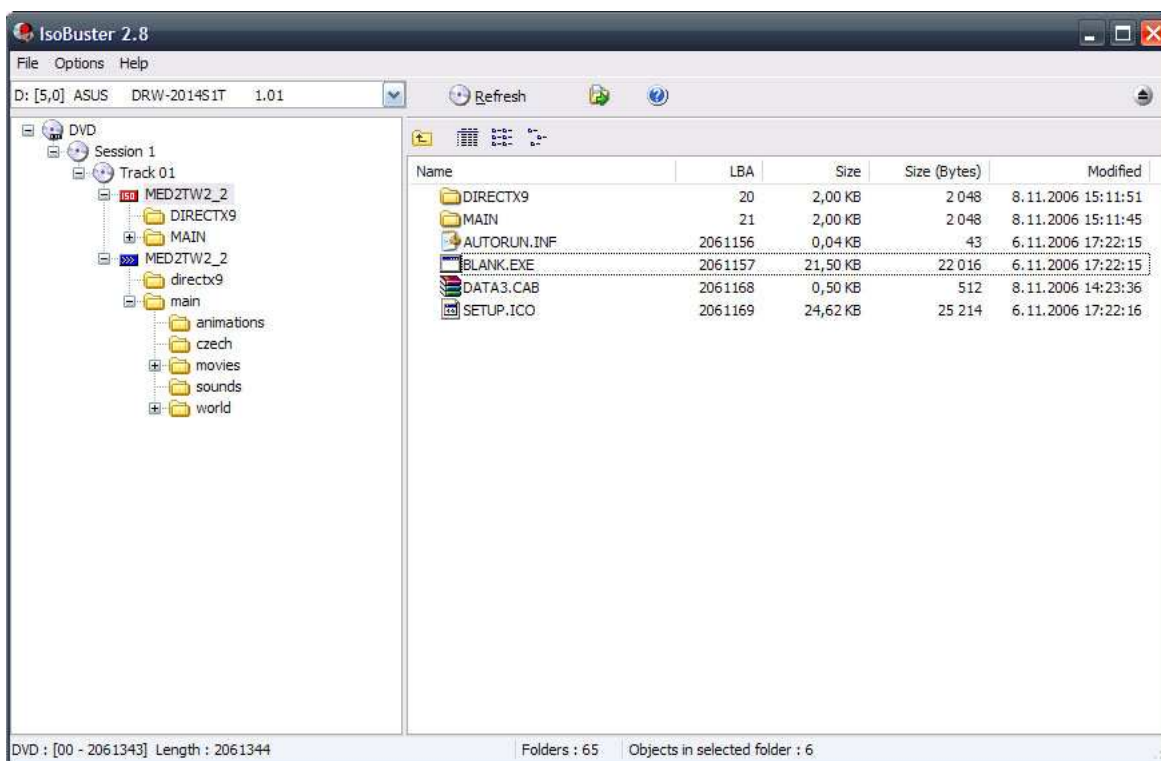 IsoBuster 2.8
File Options Help
D: [5,0] ASUS DRW-2014S1T 1.01
Refresh
DVD
Session 1
Track 01
ISO MED2TW2_2
DIRECTX9
MAIN
MED2TW2_2
directx9
main
animations
czech
movies
sounds
world
Name LBA Size Size (Bytes) Modified
DIRECTX9 20 2,00 KB 2 048 8.11.2006 15:11:51
MAIN 21 2,00 KB 2 048 8.11.2006 15:11:45
AUTORUN.INF 2061156 0,04 KB 43 6.11.2006 17:22:15
BLANK.EXE 2061157 21,50 KB 22 016 6.11.2006 17:22:15
DATA3.CAB 2061168 0,50 KB 512 8.11.2006 14:23:36
SETUP.ICO 2061169 24,62 KB 25 214 6.11.2006 17:22:16
DVD : [00 - 2061343] Length : 2061344 Folders : 65 Objects in selected folder : 6